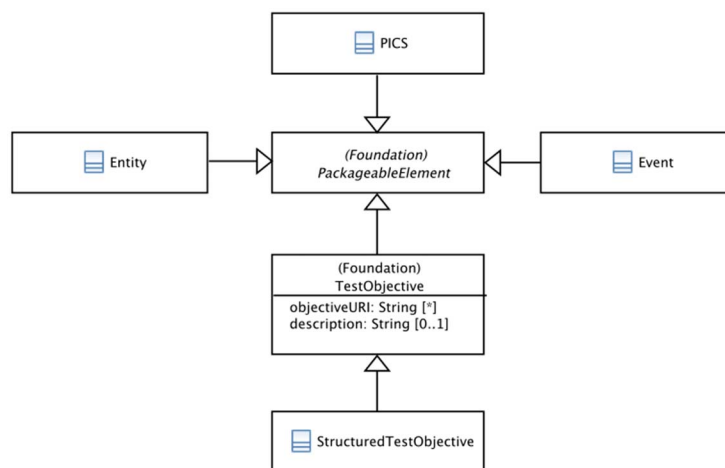 PICS
Entity
(Foundation)
PackageableElement
Event
(Foundation)
TestObjective
objectiveURI: String [*]
description: String [0..1]
StructuredTestObjective